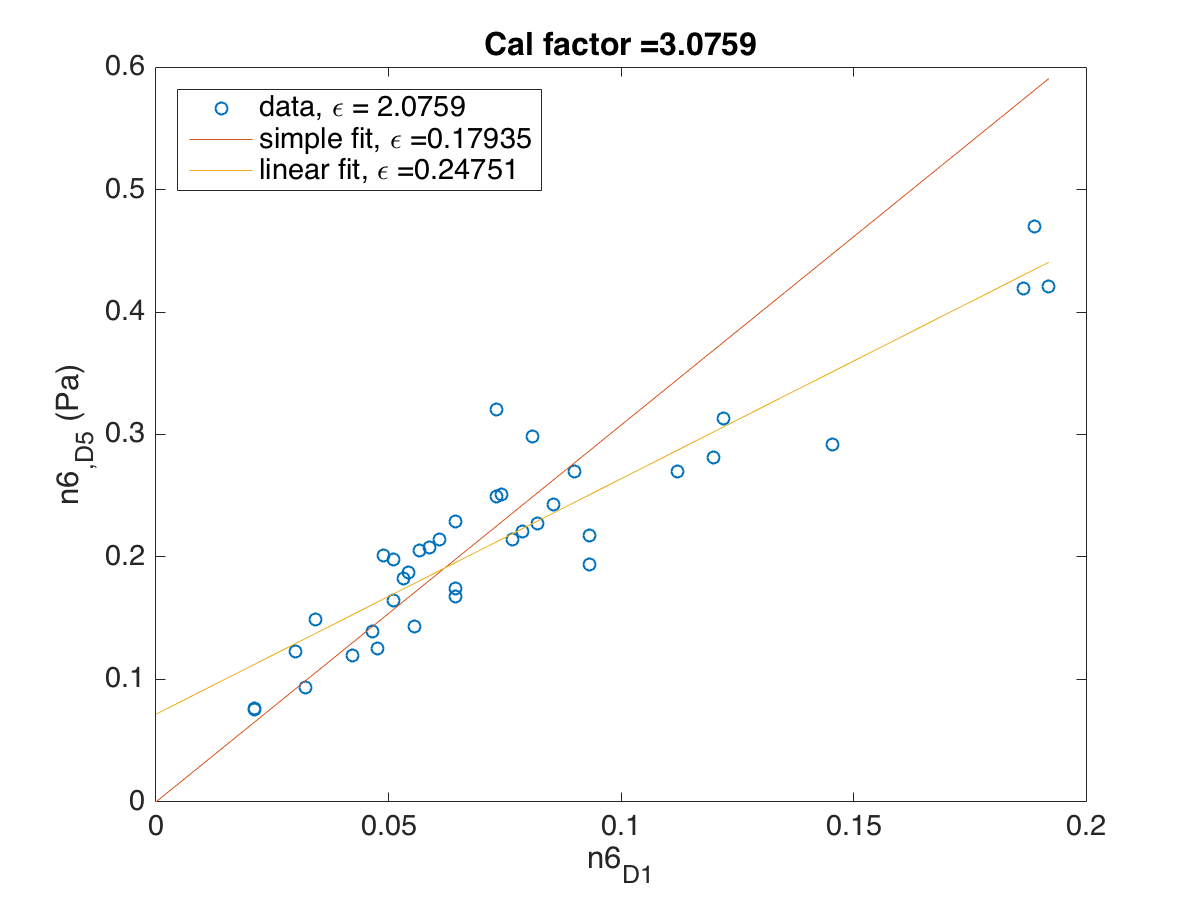 Cal factor =3.0759
0.6
0.5
0.4
0.3
0.2
0.1
0
data, ϵ = 2.0759
simple fit, ϵ =0.17935
linear fit, ϵ =0.24751
n6,D5 (Pa)
0 0.05 0.1 0.15 0.2
n6D1